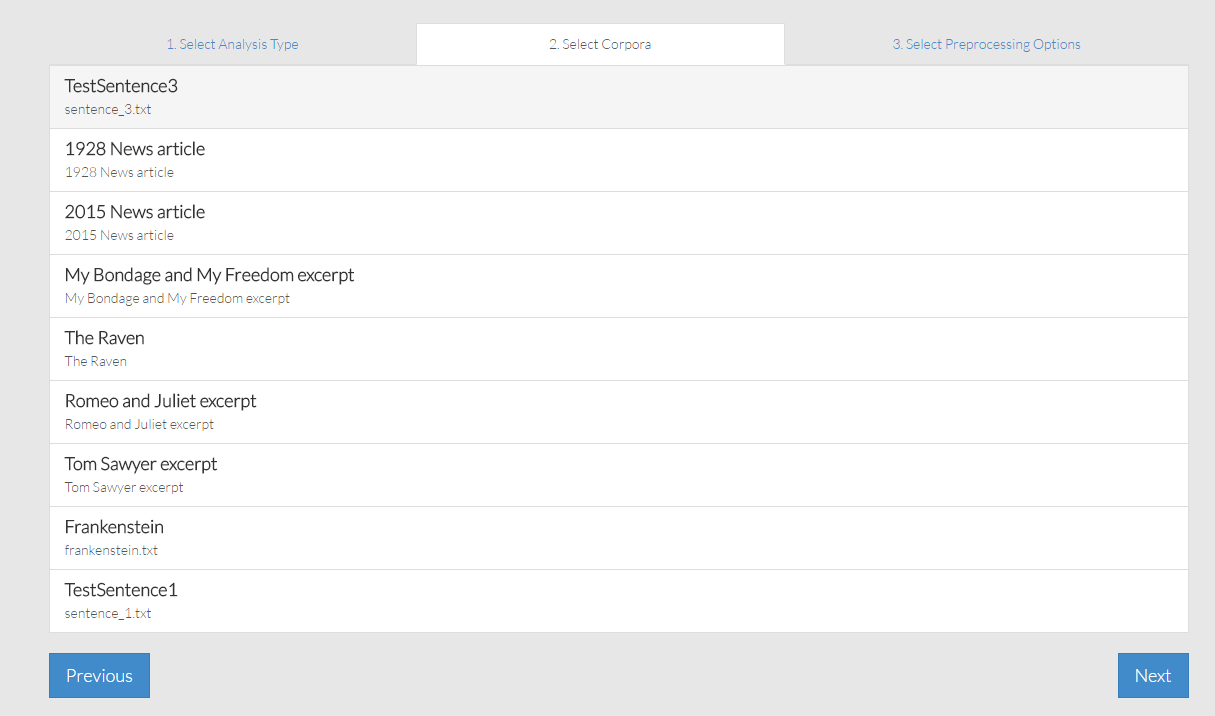 1. Select Analysis Type
2. Select Corpora
3. Select Preprocessing Options
TestSentence3
sentence_3.txt
1928 News article
1928 News article
2015 News article
2015 News article
My Bondage and My Freedom excerpt
My Bondage and My Freedom excerpt
The Raven
The Raven
Romeo and Juliet excerpt
Romeo and Juliet excerpt
Tom Sawyer excerpt
Tom Sawyer excerpt
Frankenstein
frankenstein.txt
TestSentence1
sentence_1.txt
Previous
Next